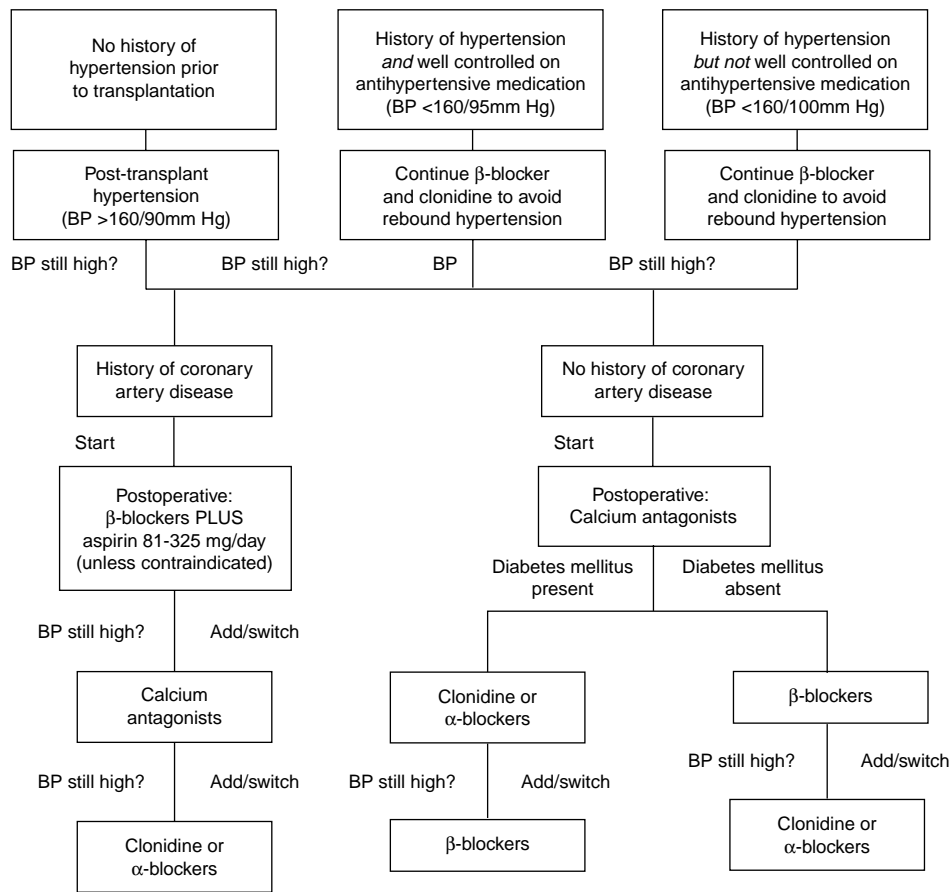 No history of
hypertension prior
to transplantation
History of hypertension
and well controlled on
antihypertensive medication
(BP <160/95mm Hg)
History of hypertension
but not well controlled on
antihypertensive medication
(BP <160/100mm Hg)
Post-transplant
hypertension
(BP >160/90mm Hg)
Continue β-blocker
and clonidine to avoid
rebound hypertension
Continue β-blocker
and clonidine to avoid
rebound hypertension
BP still high?
BP still high?
BP
BP still high?
History of coronary
artery disease
No history of coronary
artery disease
Start
Start
Postoperative:
β-blockers PLUS
aspirin 81-325 mg/day
(unless contraindicated)
Postoperative:
Calcium antagonists
Diabetes mellitus
present
Diabetes mellitus
absent
BP still high?
Add/switch
Calcium
antagonists
Clonidine or
α-blockers
β-blockers
BP still high?
Add/switch
BP still high?
Add/switch
BP still high?
Add/switch
Clonidine or
α-blockers
β-blockers
Clonidine or
α-blockers